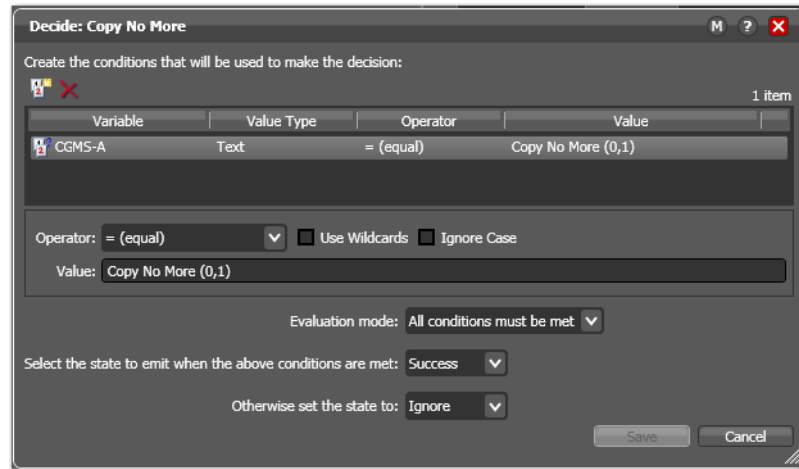 Decide: Copy No More
M ? X
Create the conditions that will be used to make the decision:
1 item
Variable Value Type Operator Value
CGMS-A Text = (equal) Copy No More (0,1)
Operator: = (equal) Use Wildcards Ignore Case
Value: Copy No More (0,1)
Evaluation mode: All conditions must be met
Select the state to emit when the above conditions are met: Success
Otherwise set the state to: Ignore
Save Cancel